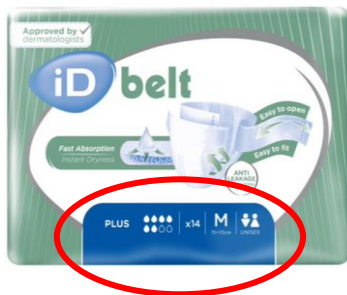 Approved by
dermatologists
iD belt
Easy to open
Easy to fit
Fast Absorption
Instant Dryness
ANTI
LEAKAGE
PLUS x14 M
UNISEX